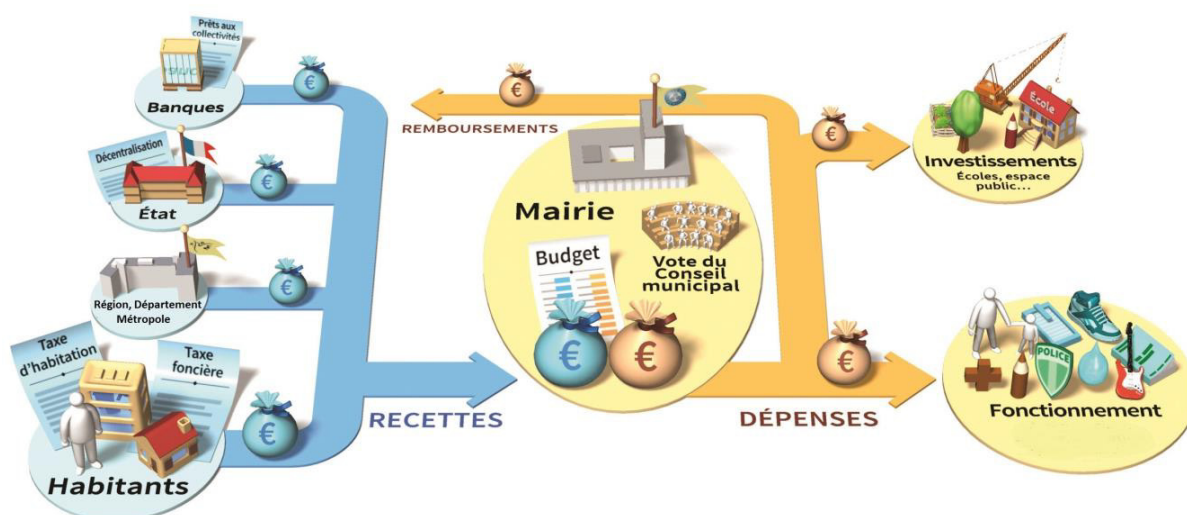 Prêts aux
collectivités
Banques
Décentralisation
État
Région, Département
Métropole
Taxe
d'habitation
Taxe
foncière
Habitants
€
€
€
€
RECETTES
REMBOURSEMENTS
€
Mairie
Budget
Vote du
Conseil
municipal
€
€
DÉPENSES
€
€
École
Investissements
Écoles, espace
public...
POLICE
Fonctionnement